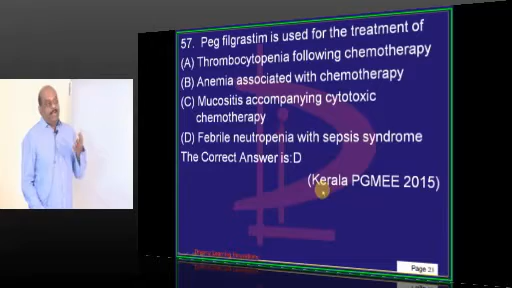 57. Peg filgrastim is used for the treatment of
(A) Thrombocytopenia following chemotherapy
(B) Anemia associated with chemotherapy
(C) Mucositis accompanying cytotoxic
chemotherapy
(D) Febrile neutropenia with sepsis syndrome
The Correct Answer is:D
(Kerala PGMEE 2015)
Page 21